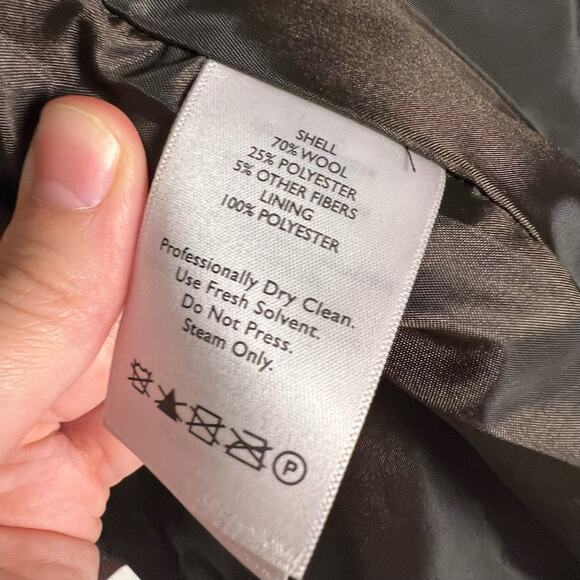 SHELL
70% WOOL
25% POLYESTER
5% OTHER FIBERS
LINING
100% POLYESTER
Professionally Dry Clean.
Use Fresh Solvent.
Do Not Press.
Steam Only.
P